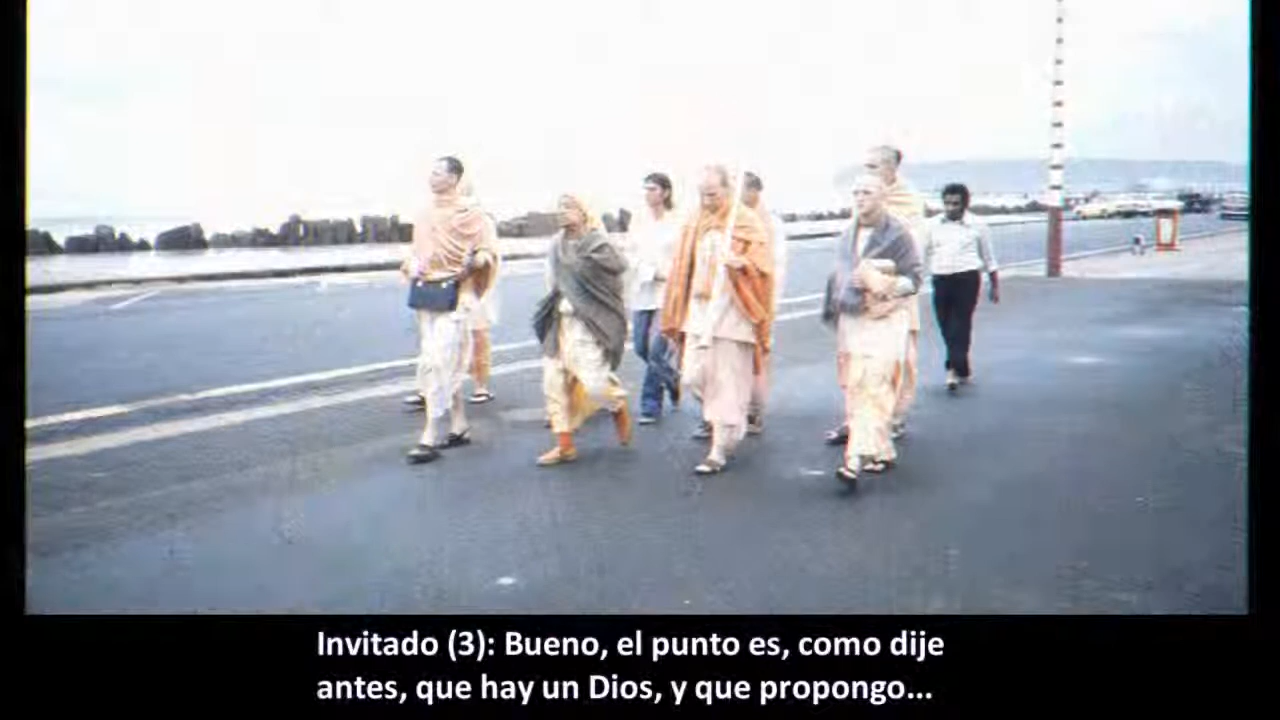 Invitado (3): Bueno, el punto es, como dije
antes, que hay un Dios, y que propongo...